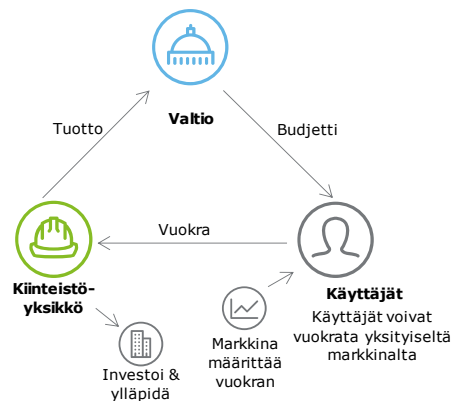 Valtio
Tuotto
Budjetti
Vuokra
Kiinteistö-
yksikkö
Käyttäjät
Käyttäjät voivat
vuokrata yksityiseltä
markkinalta
Markkina
määrittää
vuokran
Investoi &
ylläpidä